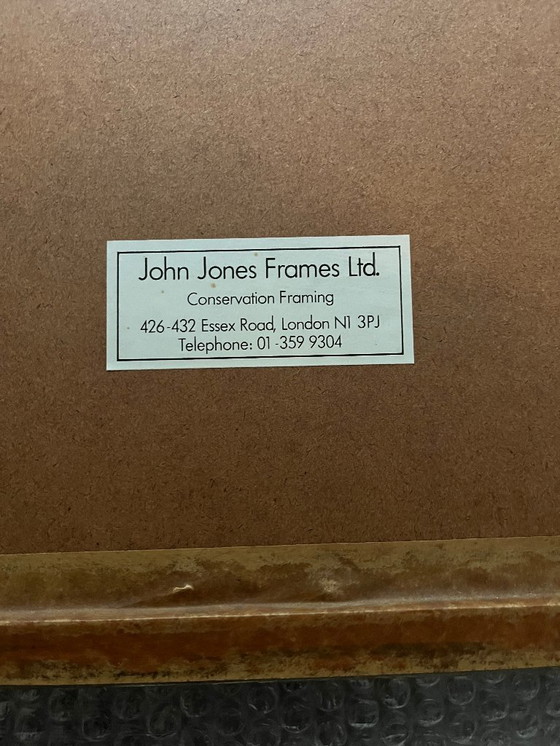 John Jones Frames Ltd.
Conservation Framing
426-432 Essex Road, London N1 3PJ
Telephone: 01-359 9304